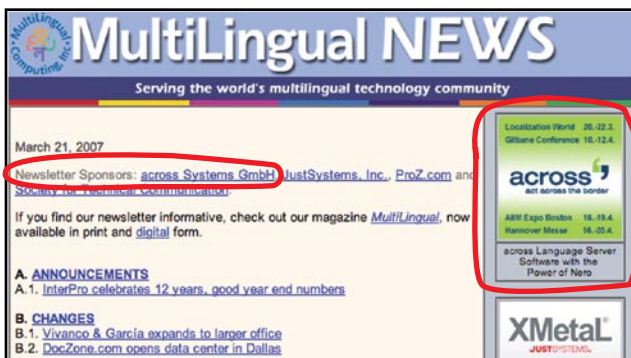 MultiLingual Computing, Inc.
MultiLingual NEWS
Serving the world's multilingual technology community
March 21, 2007
Newsletter Sponsors: across Systems GmbH, JustSystems, Inc., ProZ.com and
Society for Technical Communication.
If you find our newsletter informative, check out our magazine MultiLingual, now
available in print and digital form.
A. ANNOUNCEMENTS
A.1. InterPro celebrates 12 years, good year end numbers
B. CHANGES
B.1. Vivanco & García expands to larger office
B.2. DocZone.com opens data center in Dallas
Localization World 20.-22.3.
Gilbane Conference 10.-12.4.
across
act across the border
AIIM Expo Boston 16.-19.4.
Hannover Messe 16.-20.4.
across Language Server
Software with the
Power of Nero
XMetaL
JUSTSYSTEMS.